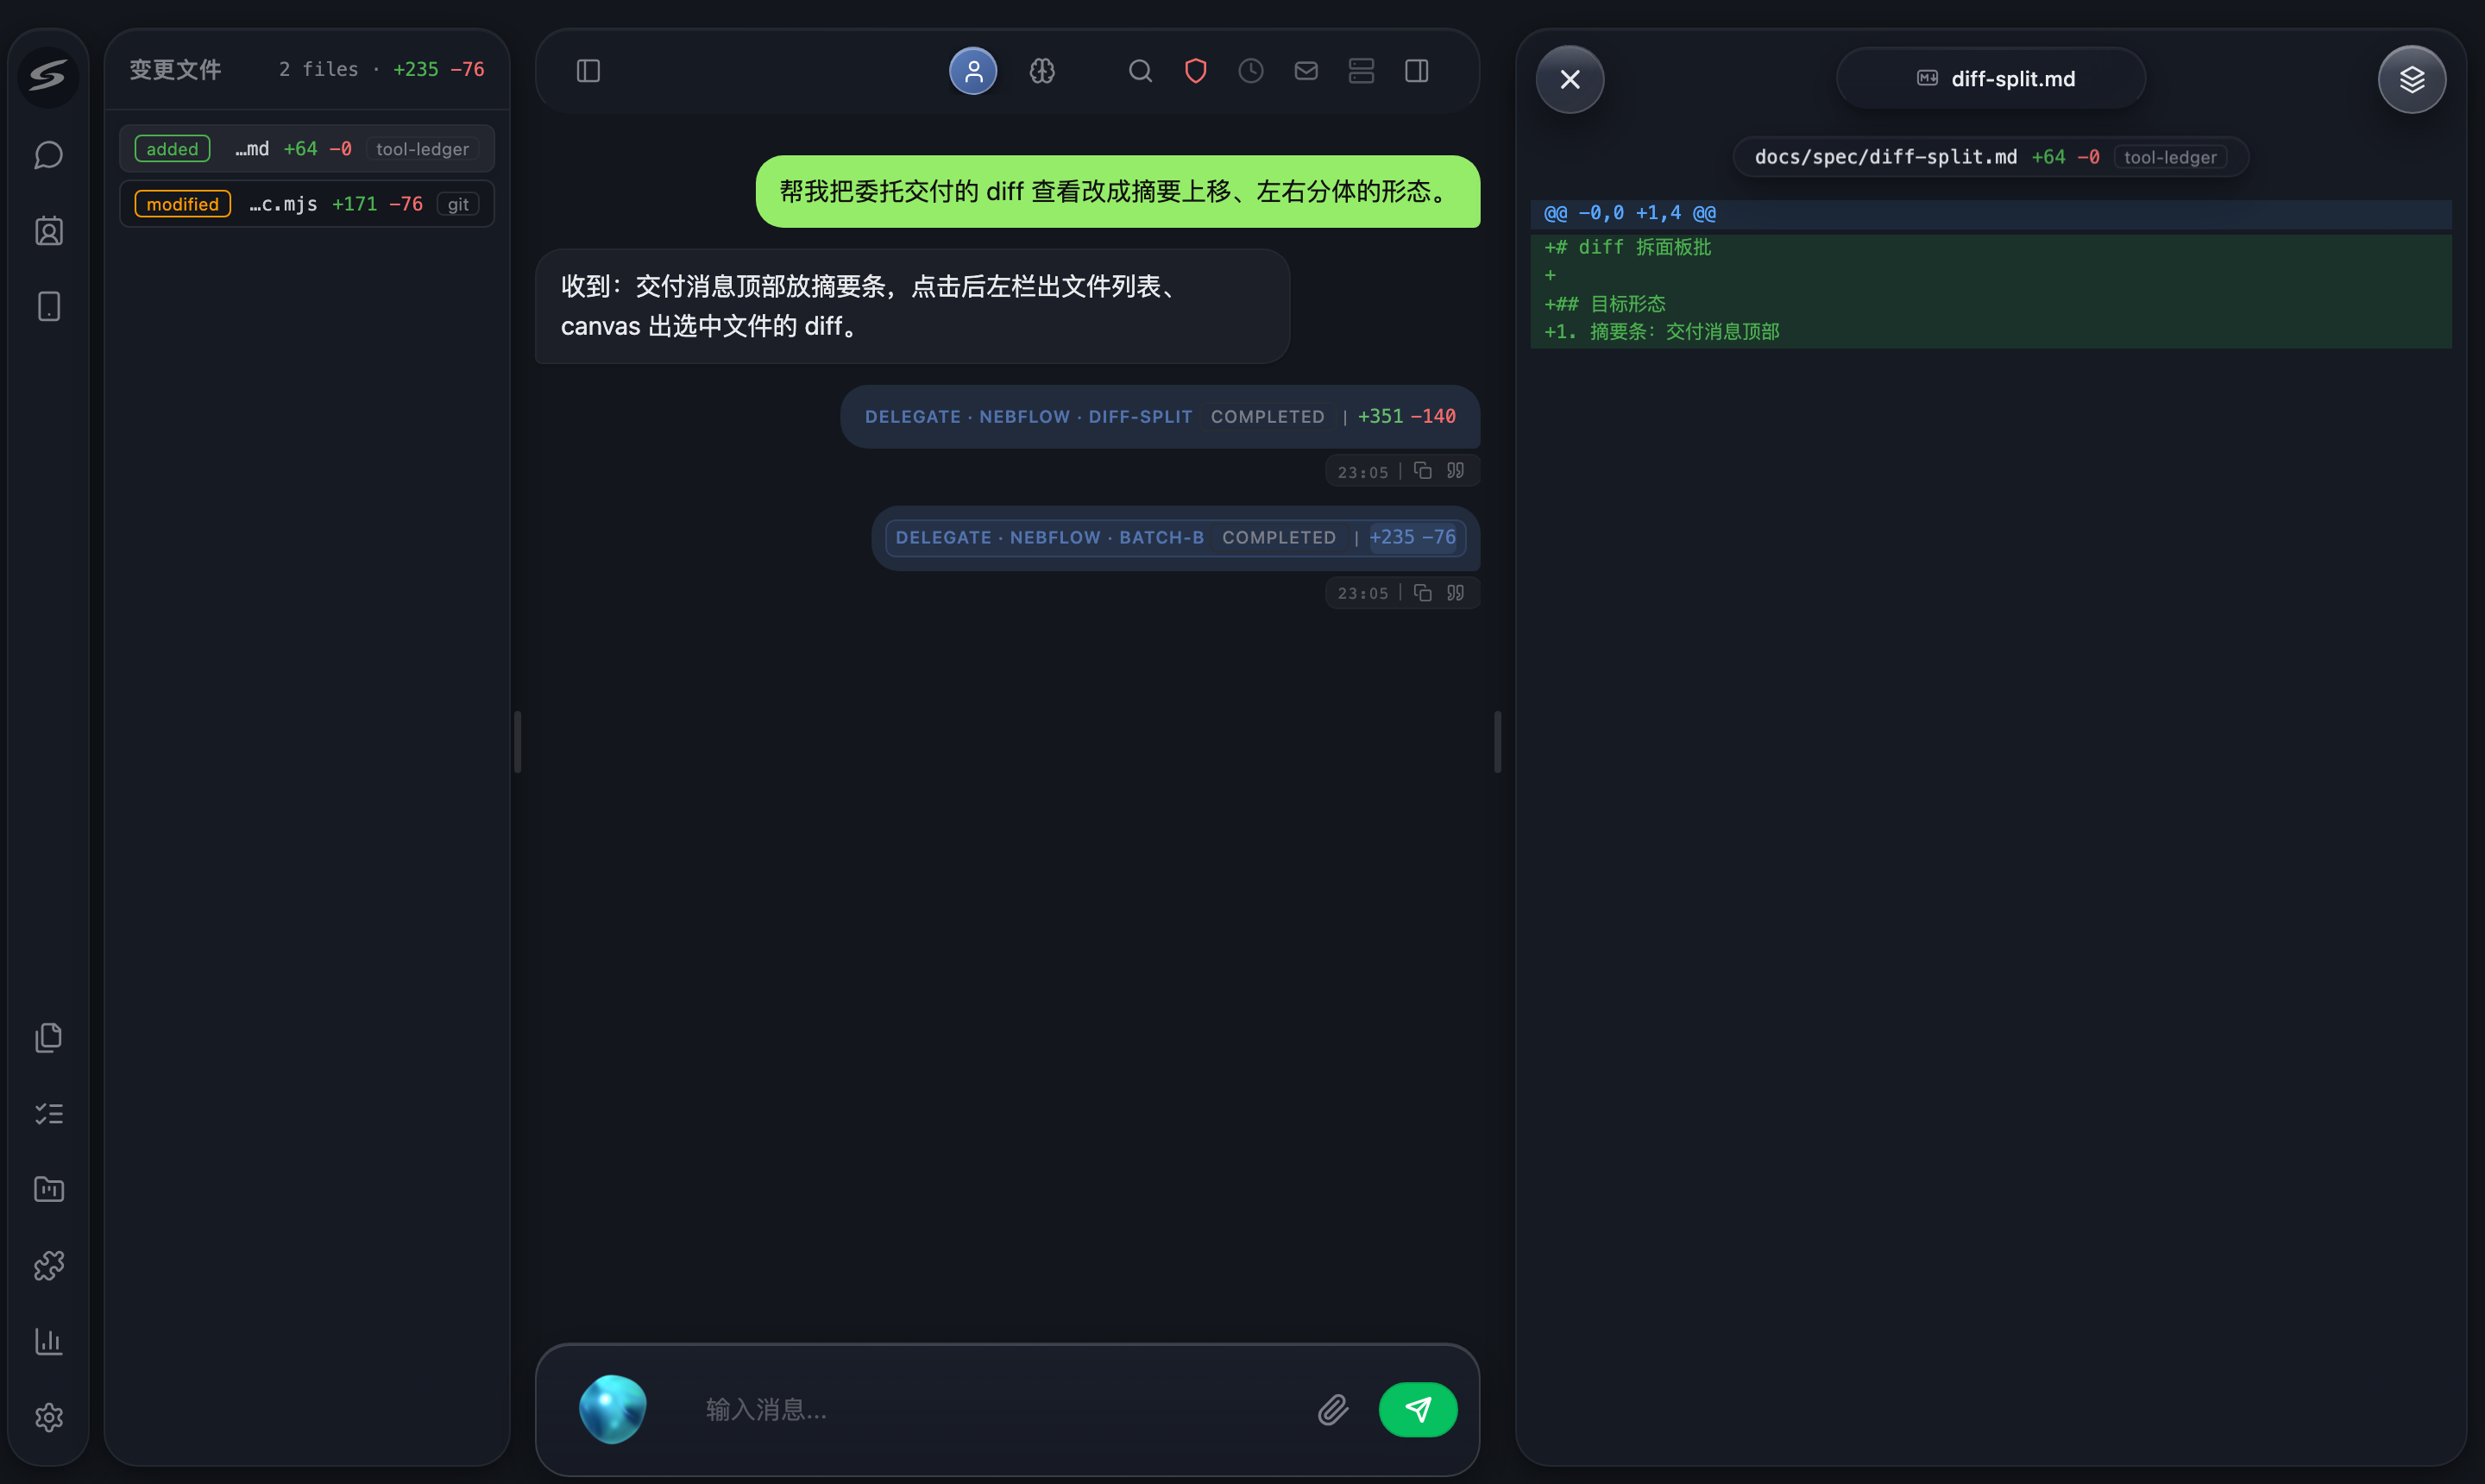 变更文件 2 files · +235 −76
added …md +64 −0 tool-ledger
modified …c.mjs +171 −76 git
帮我把委托交付的 diff 查看改成摘要上移、左右分体的形态。
收到：交付消息顶部放摘要条，点击后左栏出文件列表、
canvas 出选中文件的 diff。
DELEGATE · NEBFLOW · DIFF-SPLIT COMPLETED | +351 −140
23:05
DELEGATE · NEBFLOW · BATCH-B COMPLETED | +235 −76
23:05
输入消息...
diff-split.md
docs/spec/diff-split.md +64 −0 tool-ledger
@@ −0,0 +1,4 @@
+# diff 拆面板批
+
+## 目标形态
+1. 摘要条：交付消息顶部